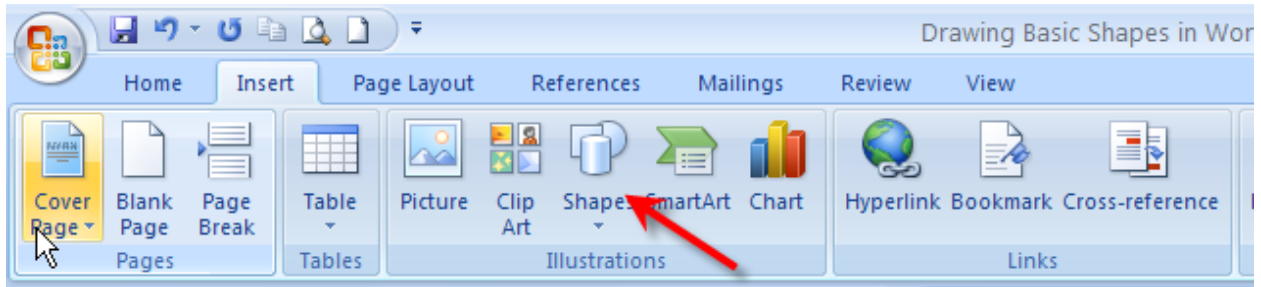 Drawing Basic Shapes in Wor
Home Insert Page Layout References Mailings Review View
Cover Page Blank Page Page Break Table Picture Clip Art Shapes SmartArt Chart Hyperlink Bookmark Cross-reference
Pages Tables Illustrations Links